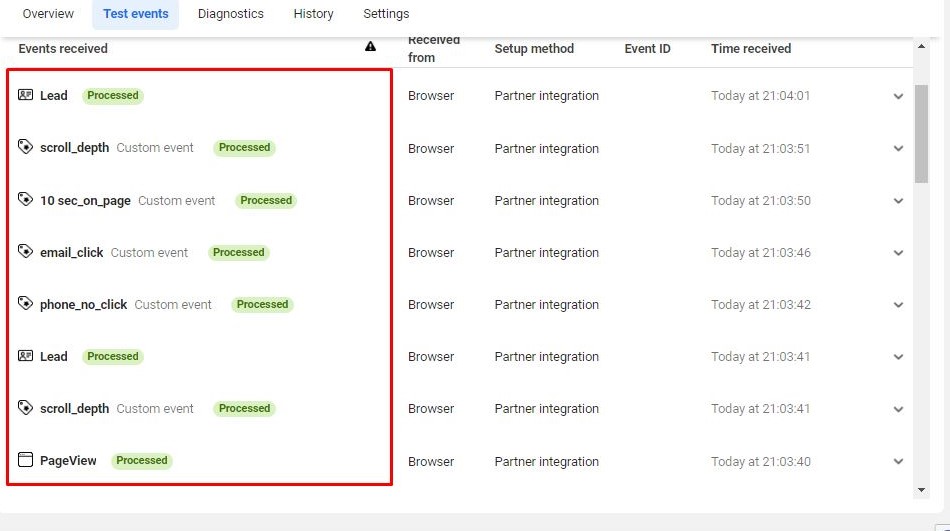 Overview Test events Diagnostics History Settings
Events received Received from Setup method Event ID Time received
Lead Processed Browser Partner integration Today at 21:04:01
scroll_depth Custom event Processed Browser Partner integration Today at 21:03:51
10 sec_on_page Custom event Processed Browser Partner integration Today at 21:03:50
email_click Custom event Processed Browser Partner integration Today at 21:03:46
phone_no_click Custom event Processed Browser Partner integration Today at 21:03:42
Lead Processed Browser Partner integration Today at 21:03:41
scroll_depth Custom event Processed Browser Partner integration Today at 21:03:41
PageView Processed Browser Partner integration Today at 21:03:40